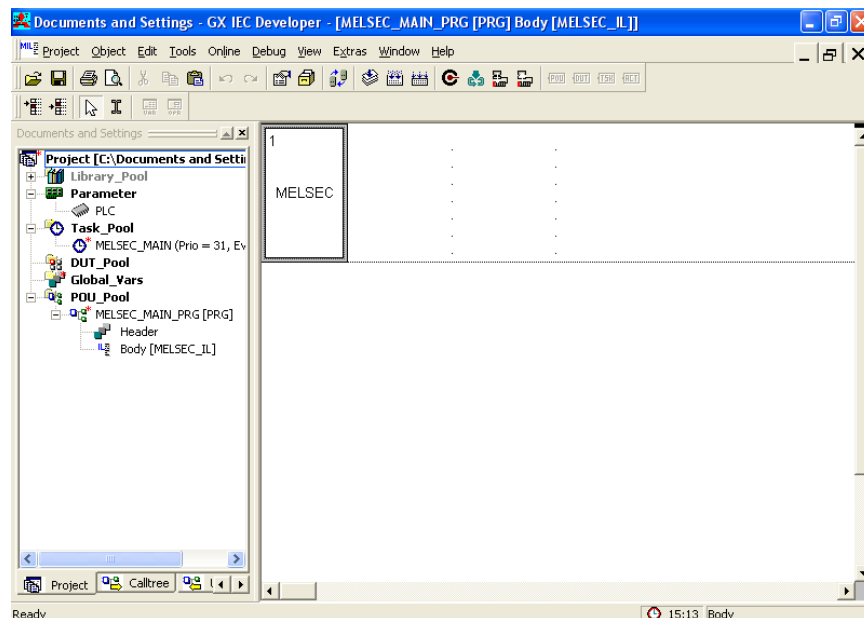 Documents and Settings - GX IEC Developer - [MELSEC_MAIN_PRG [PRG] Body [MELSEC_IL]]
Project Object Edit Tools Online Debug View Extras Window Help
Documents and Settings
Project [C:\Documents and Setti
Library_Pool
Parameter
PLC
Task_Pool
MELSEC_MAIN (Prio = 31, Ev
DUT_Pool
Global_Vars
POU_Pool
MELSEC_MAIN_PRG [PRG]
Header
Body [MELSEC_IL]
1
MELSEC
Project Calltree
Ready
15:13 Body